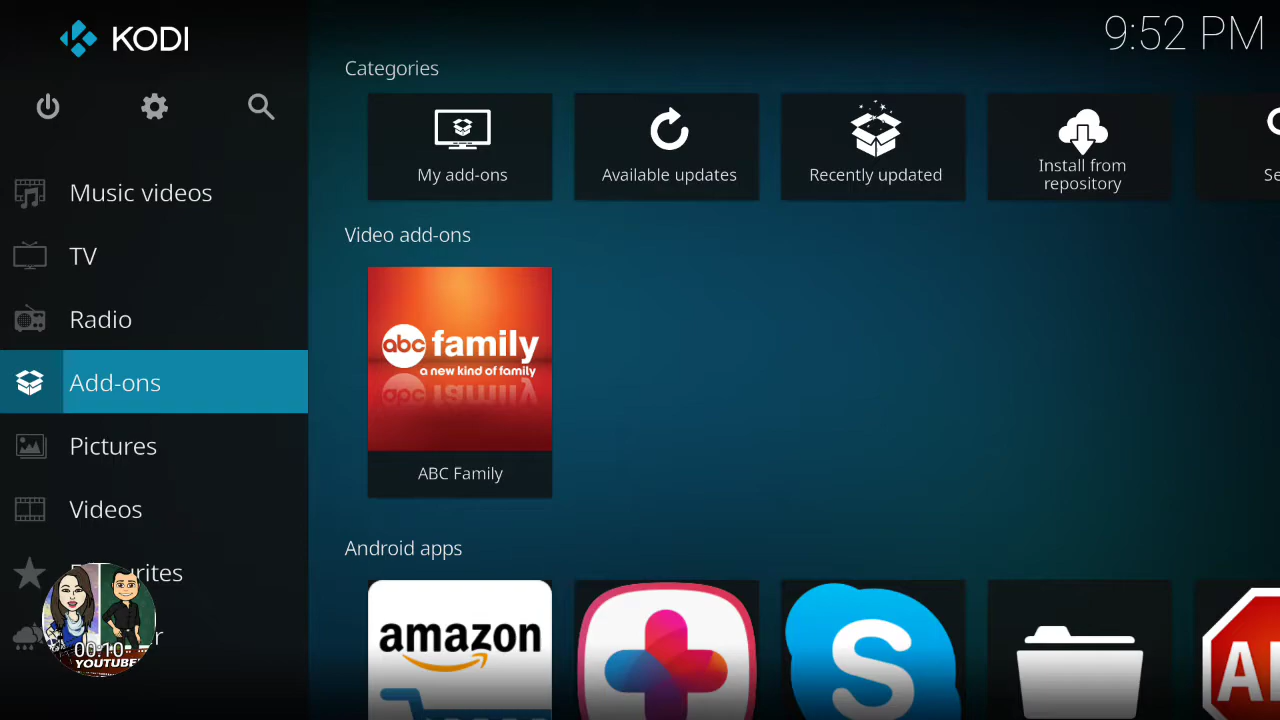 KODI
9:52 PM
Categories
My add-ons
Available updates
Recently updated
Install from
repository
Music videos
TV
Radio
Add-ons
Pictures
Videos
Video add-ons
abc family
a new kind of family
ABC Family
Android apps
amazon
S
00:10
YOUTUBE